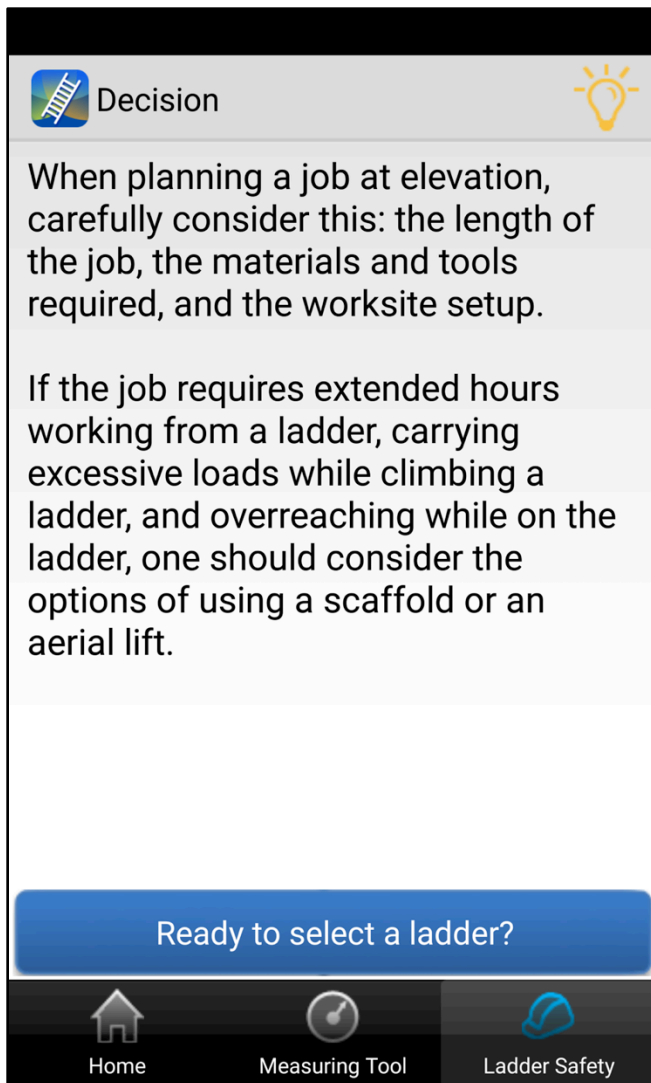 Decision
When planning a job at elevation,
carefully consider this: the length of
the job, the materials and tools
required, and the worksite setup.
If the job requires extended hours
working from a ladder, carrying
excessive loads while climbing a
ladder, and overreaching while on the
ladder, one should consider the
options of using a scaffold or an
aerial lift.
Ready to select a ladder?
Home
Measuring Tool
Ladder Safety